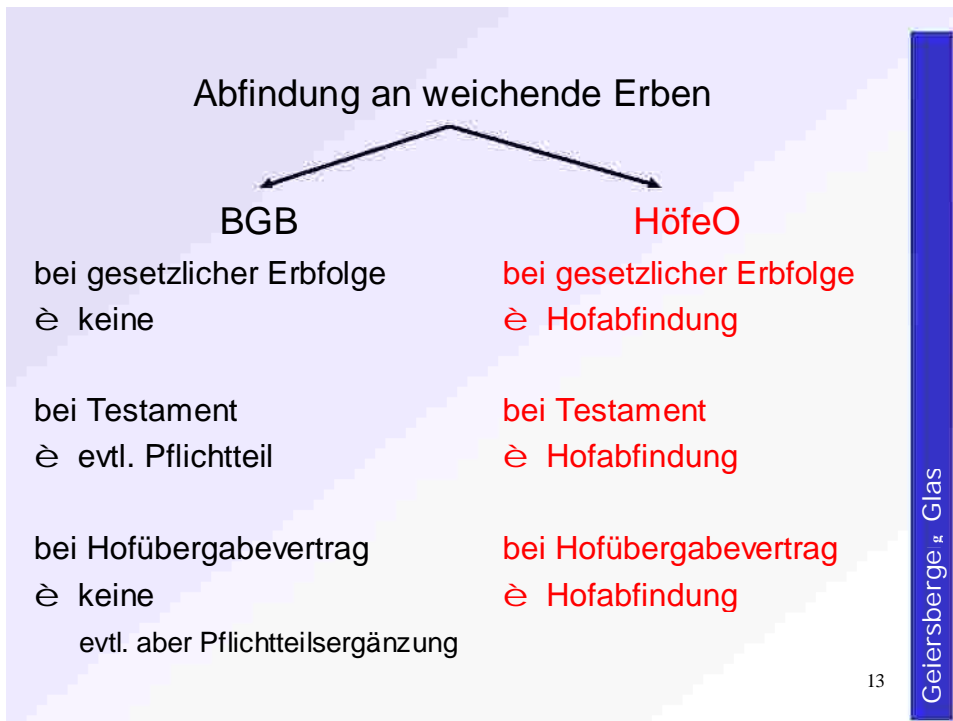 Abfindung an weichende Erben
BGB
bei gesetzlicher Erbfolge
è keine
bei Testament
è evtl. Pflichtteil
bei Hofübergabevertrag
è keine
evtl. aber Pflichtteilsergänzung
HöfeO
bei gesetzlicher Erbfolge
è Hofabfindung
bei Testament
è Hofabfindung
bei Hofübergabevertrag
è Hofabfindung
13
Geiersberge g Glas